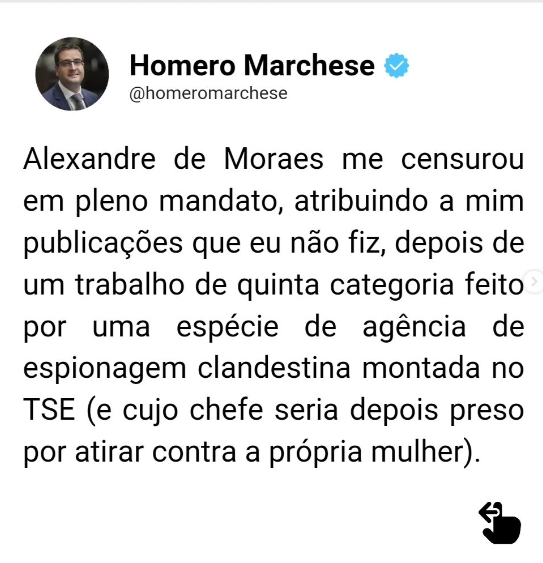 Homero Marchese
@homeromarchese
Alexandre de Moraes me censurou
em pleno mandato, atribuindo a mim
publicações que eu não fiz, depois de
um trabalho de quinta categoria feito
por uma espécie de agência de
espionagem clandestina montada no
TSE (e cujo chefe seria depois preso
por atirar contra a própria mulher).